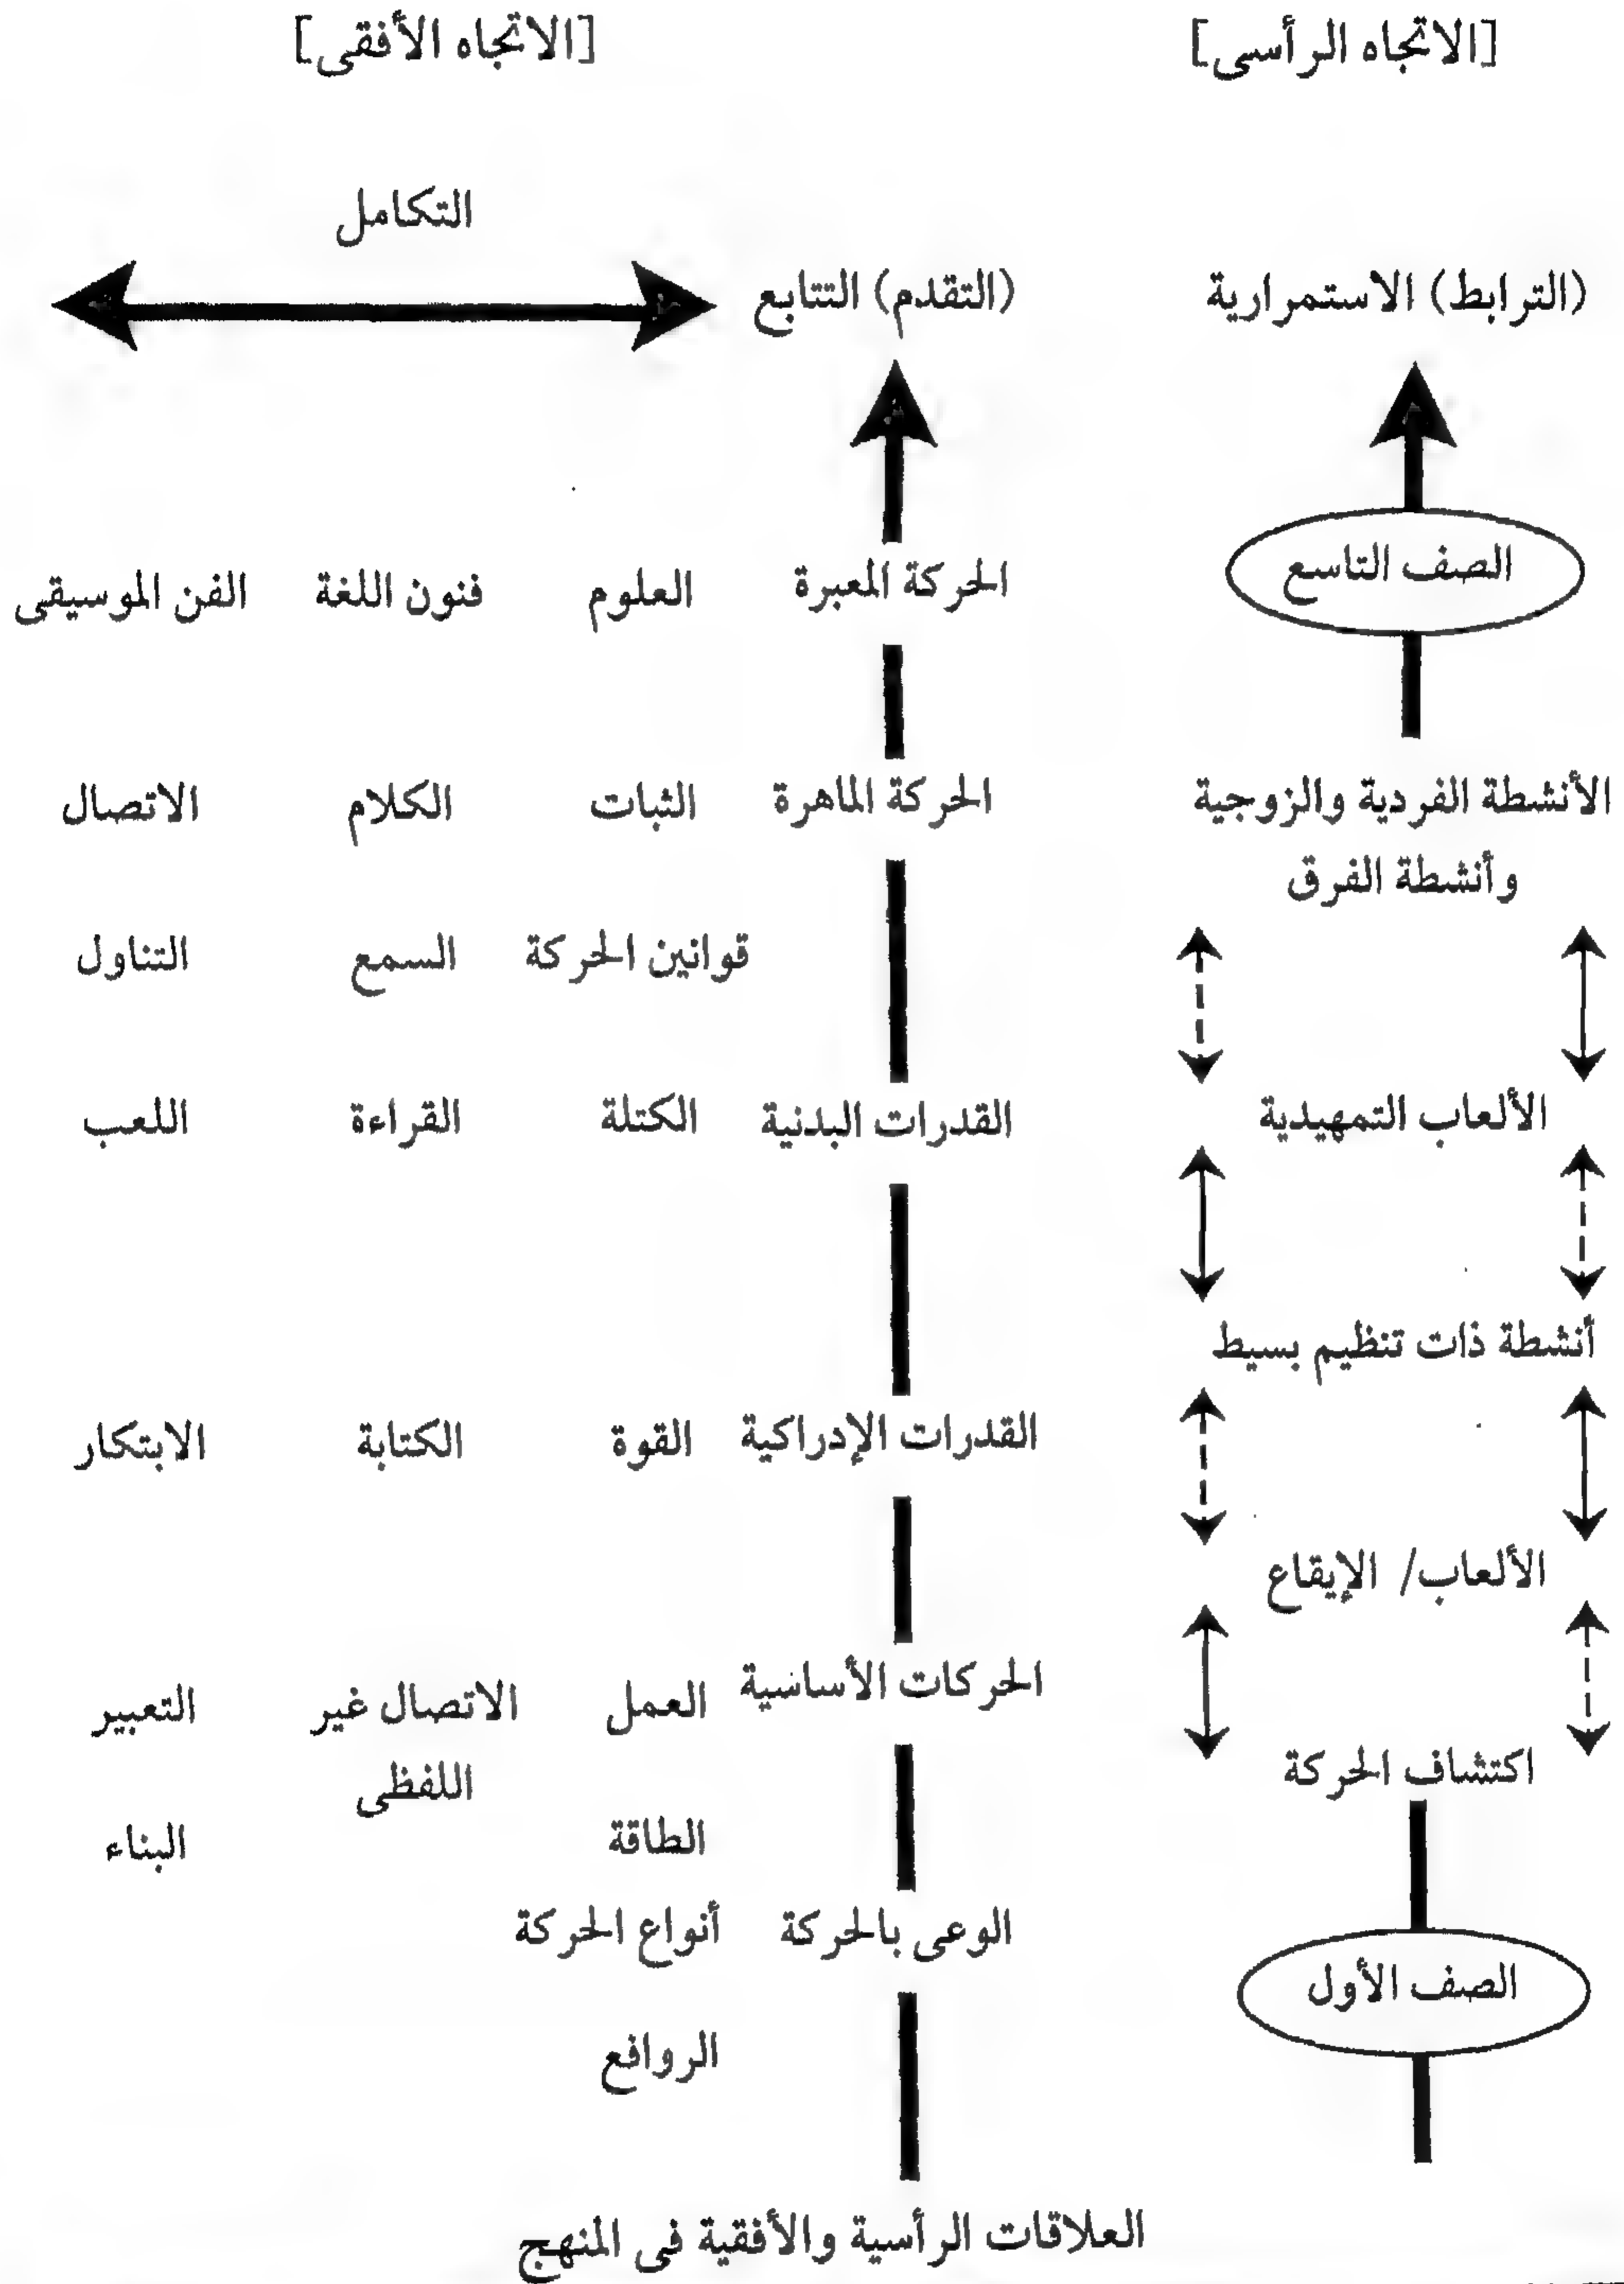 [الاتجاه الرأسى]
[الاتجاه الأفقى]
التكامل
(الترابط) الاستمرارية
(التقدم) التتابع
الصف التاسع
الحركة المعبرة
العلوم
فنون اللغة
الفن الموسيقى
الأنشطة الفردية والزوجية
وأنشطة الفرق
الحركة الماهرة
الثبات
الكلام
الاتصال
قوانين الحركة
السمع
التناول
الألعاب التمهيدية
القدرات البدنية
الكتلة
القراءة
اللعب
أنشطة ذات تنظيم بسيط
القدرات الإدراكية
القوة
الكتابة
الابتكار
الألعاب/ الإيقاع
الحركات الأساسية
العمل
الاتصال غير
اللفظى
التعبير
اكتشاف الحركة
الطاقة
البناء
الوعى بالحركة
أنواع الحركة
الصف الأول
الروافع
العلاقات الرأسية والأفقية فى المنهج